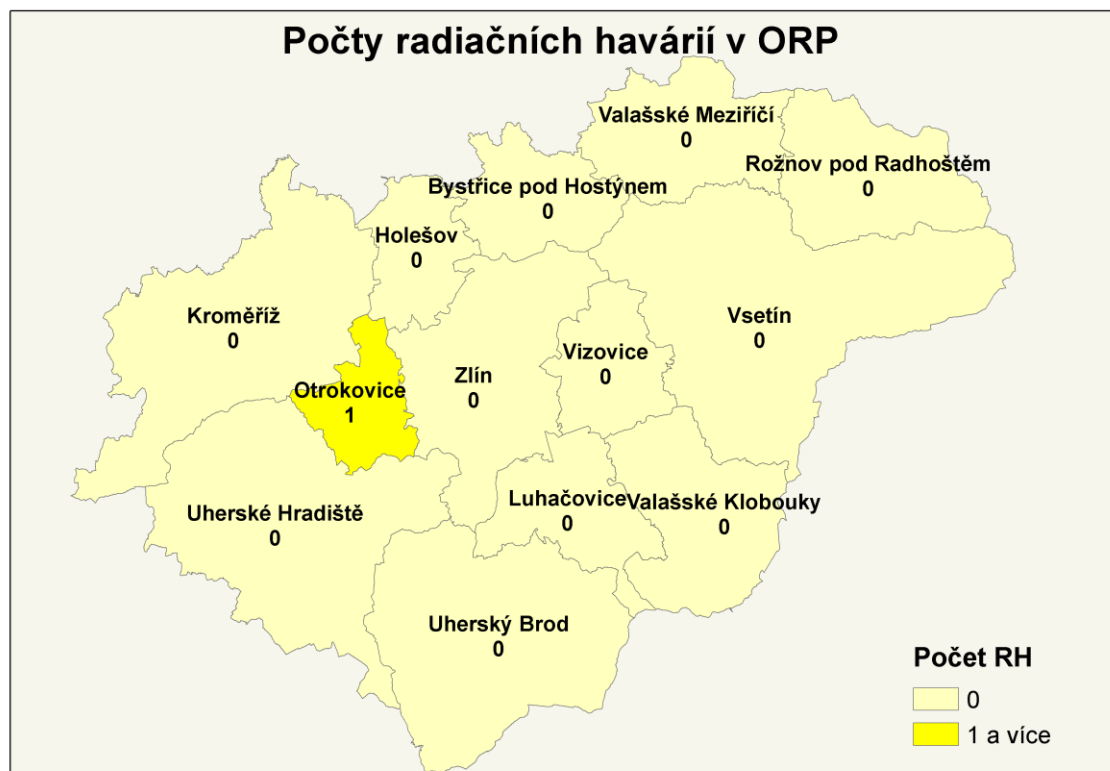 Počty radiačních havárií v ORP
Valašské Meziříčí
0
Rožnov pod Radhoštěm
0
Bystřice pod Hostýnem
0
Holešov
0
Kroměříž
0
Vsetín
0
Vizovice
0
Zlín
0
Otrokovice
1
Luhačovice
0
Valašské Klobouky
0
Uherské Hradiště
0
Uherský Brod
0
Počet RH
0
1 a více